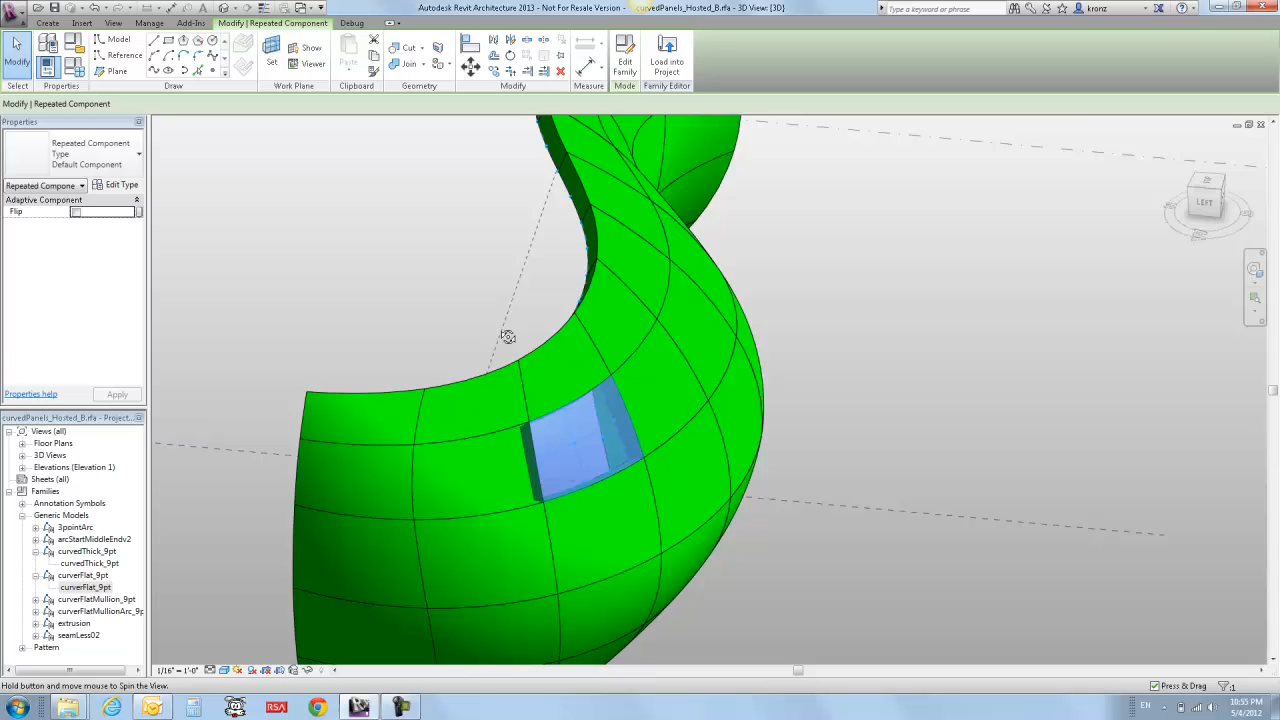 Autodesk Revit Architecture 2013 - Not For Resale Version - curvedPanels_Hosted_B.rfa - 3D View: {3D}
Type a keyword or phrase
kronz
Create Insert View Manage Add-Ins Modify | Repeated Component Debug
Model
Reference
Plane
Modify
Set
Show
Viewer
Paste
Cut
Join
Edit Family
Load into Project
Select Properties Draw Work Plane Clipboard Geometry Modify Measure Mode Family Editor
Modify | Repeated Component
Properties
Repeated Component
Type
Default Component
Repeated Compone
Edit Type
Adaptive Component
Flip
LEFT
Properties help
Apply
curvedPanels_Hosted_B.rfa - Project...
Views (all)
Floor Plans
3D Views
Elevations (Elevation 1)
Sheets (all)
Families
Annotation Symbols
Generic Models
3pointArc
arcStartMiddleEndv2
curvedThick_9pt
curvedThick_9pt
curverFlat_9pt
curverFlat_9pt
curverFlatMullion_9pt
curverFlatMullionArc_9p
extrusion
seamLess02
Pattern
1/16" = 1'-0"
Hold button and move mouse to Spin the View.
Press & Drag
:1
RSA
EN
10:55 PM
5/4/2012